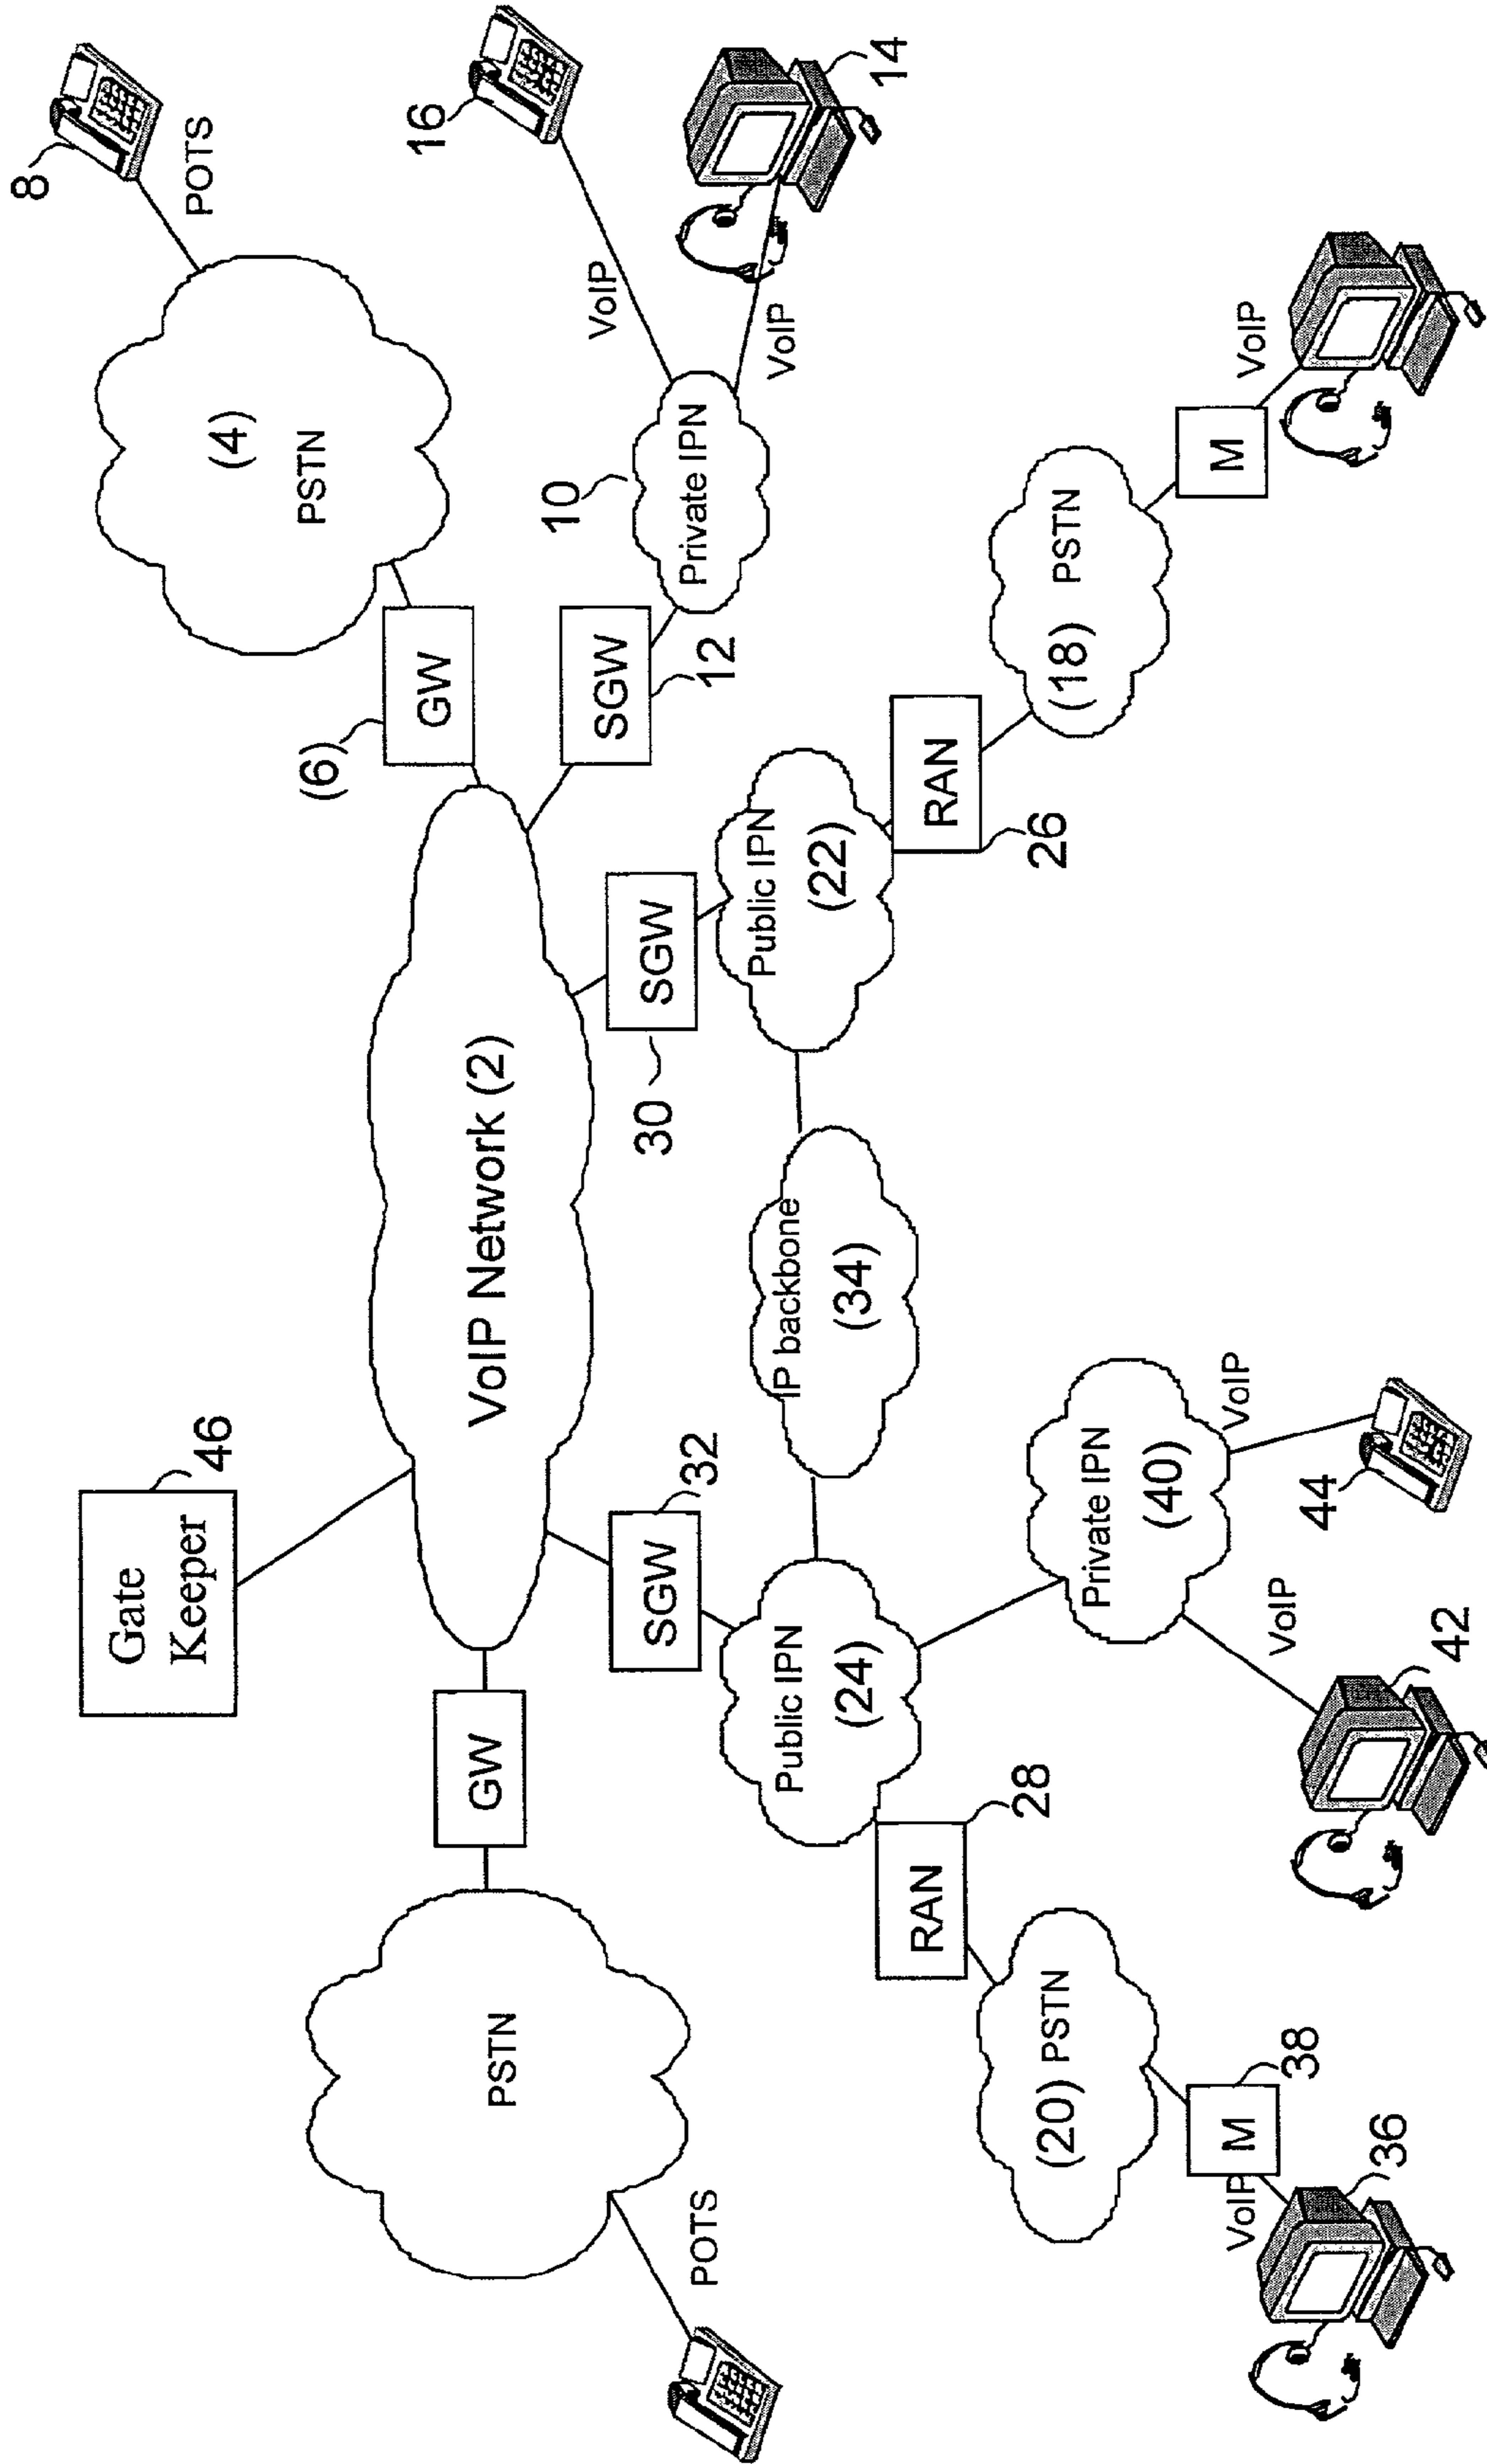 Gate
Keeper
46
8
POTS
(4)
PSTN
PSTN
GW
VoIP Network (2)
(6)
GW
16
VoIP
10
Private IPN
SGW
12
14
VoIP
POTS
SGW
32
30
SGW
Public IPN
(24)
IP backbone
(34)
Public IPN
(22)
RAN
28
RAN
26
(20) PSTN
Private IPN
(40)
(18) PSTN
VoIP
M
38
36
VoIP
42
VoIP
44
M
VoIP